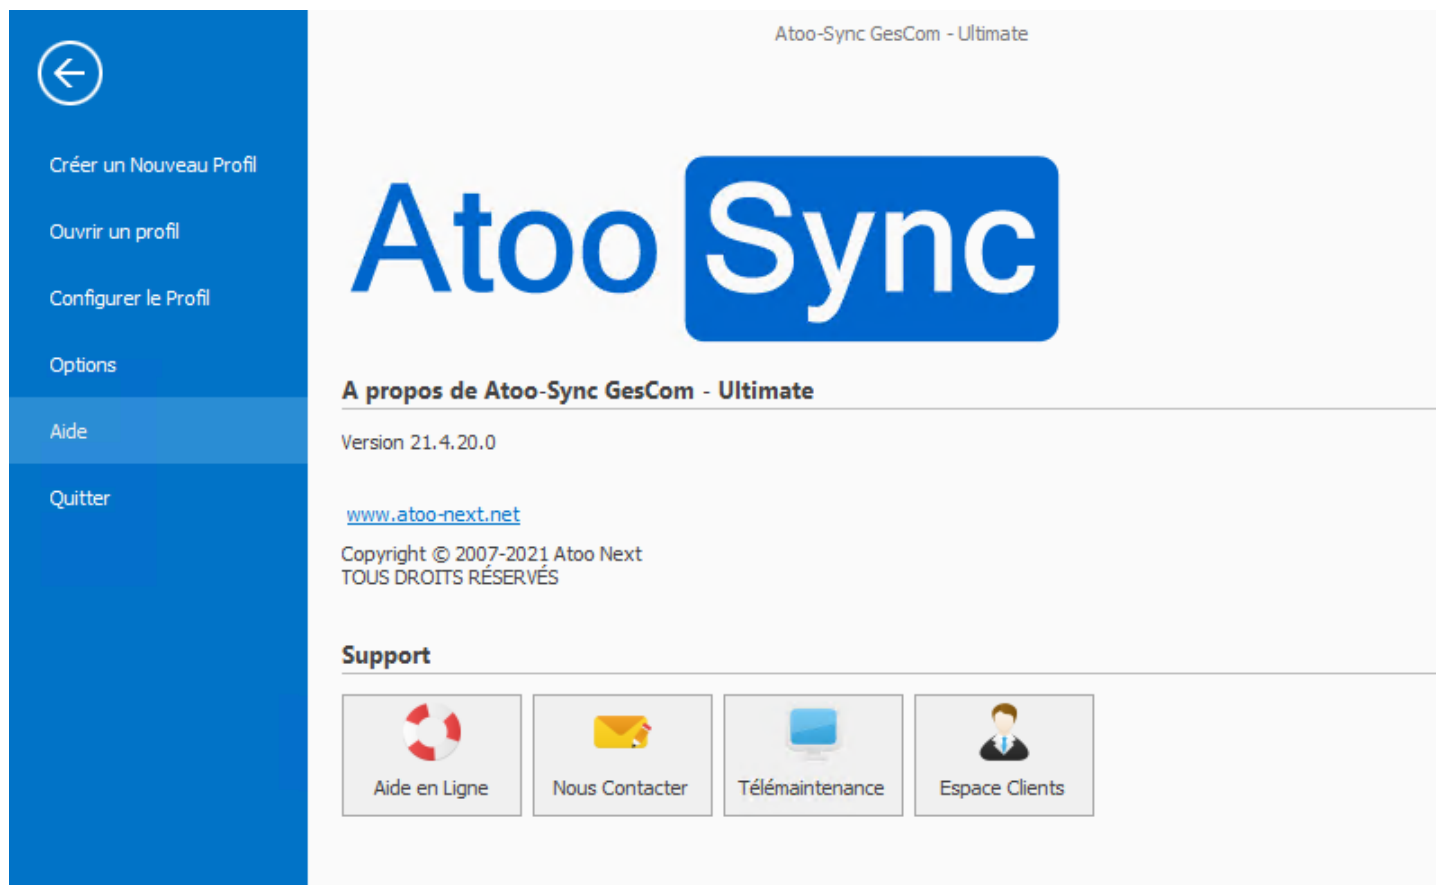 Atoo-Sync GesCom - Ultimate
Créer un Nouveau Profil
Ouvrir un profil
Configurer le Profil
Options
Aide
Quitter
Atoo Sync
A propos de Atoo-Sync GesCom - Ultimate
Version 21.4.20.0
www.atoo-next.net
Copyright © 2007-2021 Atoo Next
TOUS DROITS RÉSERVÉS
Support
Aide en Ligne
Nous Contacter
Télémaintenance
Espace Clients